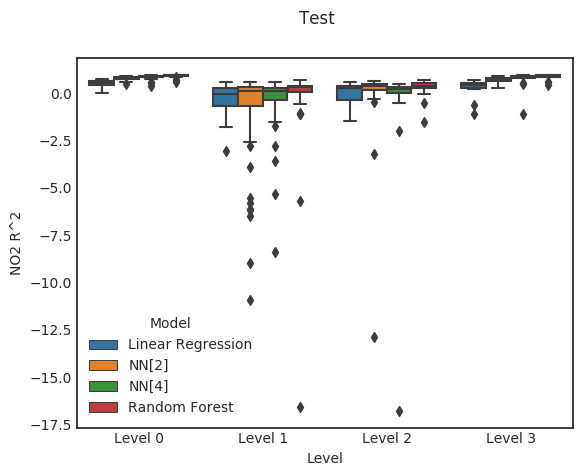 Test
NO2 R^2
0.0
−2.5
−5.0
−7.5
−10.0
−12.5
−15.0
−17.5
Model
Linear Regression
NN[2]
NN[4]
Random Forest
Level 0 Level 1 Level 2 Level 3
Level